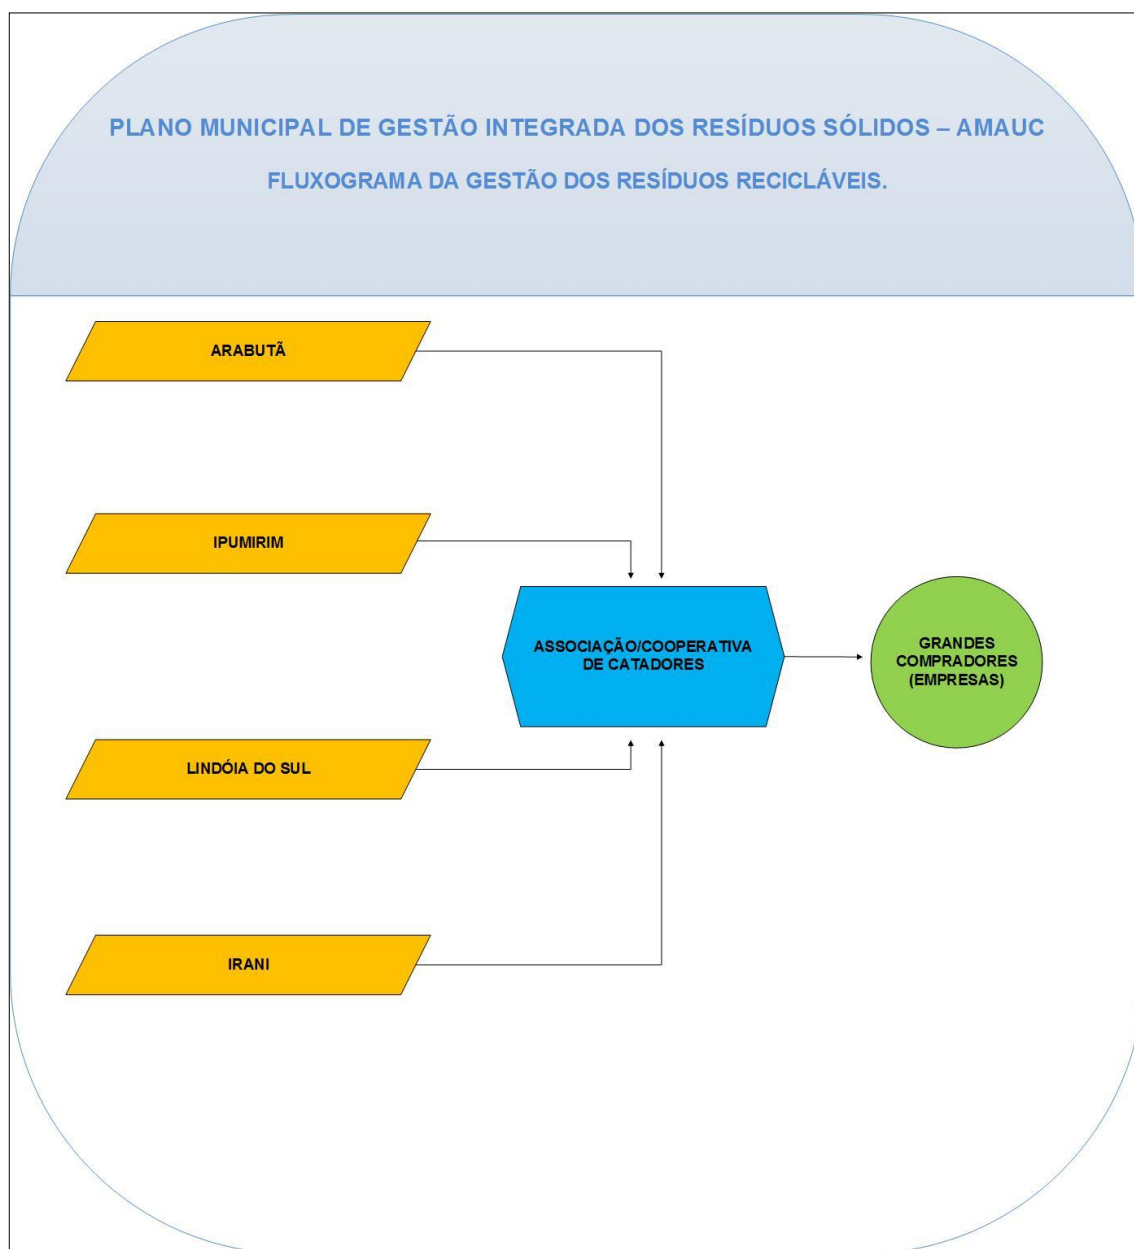 PLANO MUNICIPAL DE GESTÃO INTEGRADA DOS RESÍDUOS SÓLIDOS – AMAUC
FLUXOGRAMA DA GESTÃO DOS RESÍDUOS RECICLÁVEIS.
ARABUTÃ
IPUMIRIM
ASSOCIAÇÃO/COOPERATIVA
DE CATADORES
GRANDES
COMPRADORES
(EMPRESAS)
LINDÓIA DO SUL
IRANI